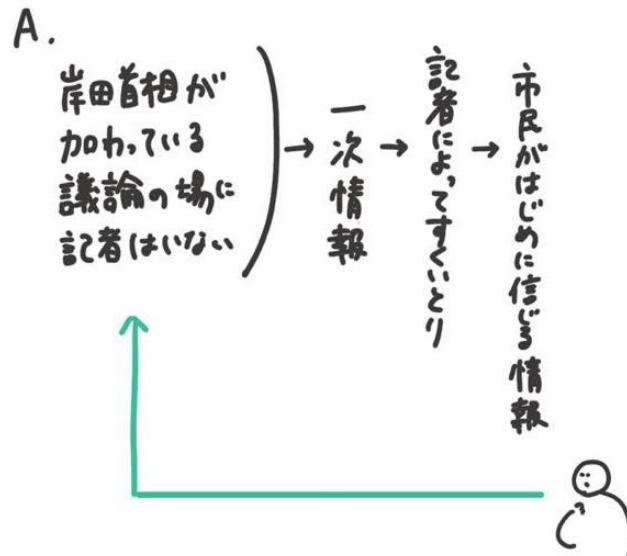 A.
岸田首相が
加わっている
議論の場に
記者はいない
→
一次情報
→
記者によってすくいとり
→
市民がはじめに信じる情報